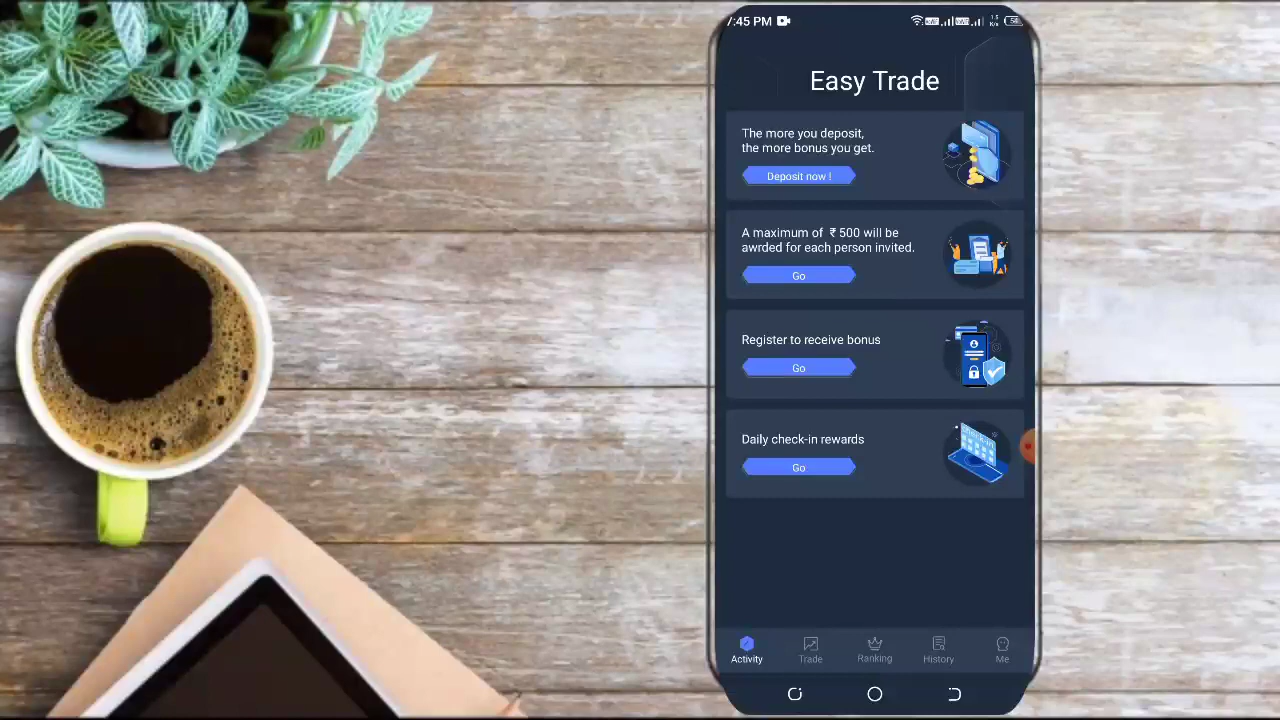 7:45 PM
Easy Trade
The more you deposit,
the more bonus you get.
Deposit now !
A maximum of ₹ 500 will be
awrded for each person invited.
Go
Register to receive bonus
Go
Daily check-in rewards
Go
Activity
Trade
Ranking
History
Me